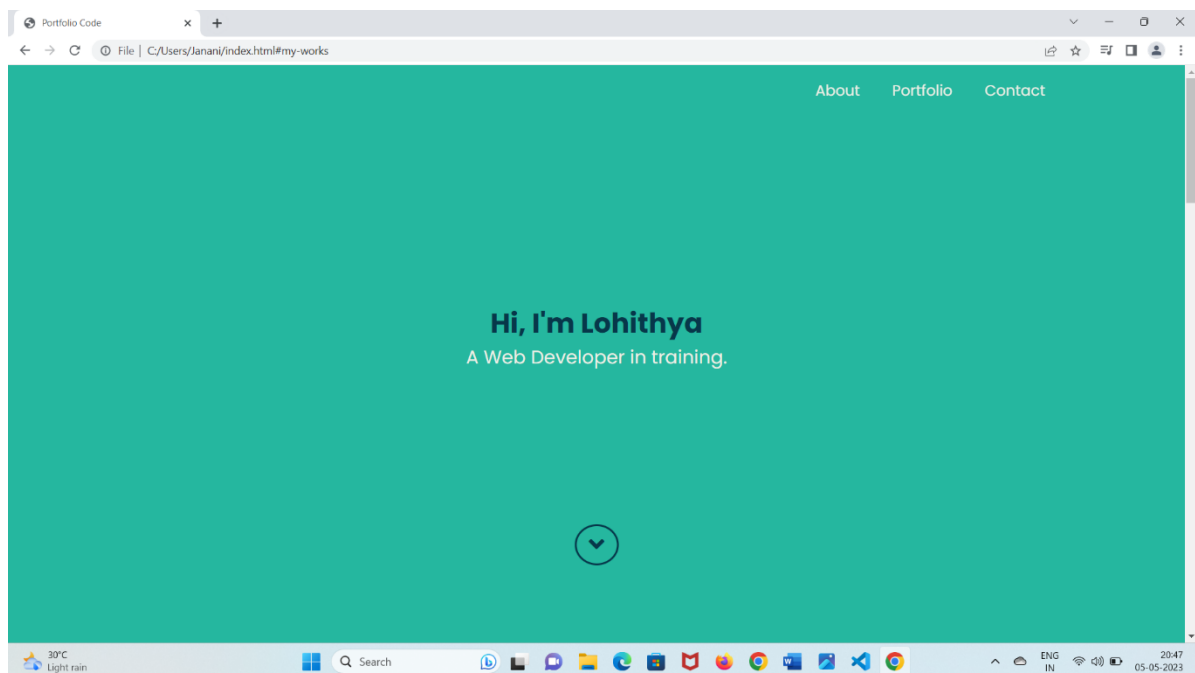 Portfolio Code
File | C:/Users/Janani/index.html#my-works
About Portfolio Contact
Hi, I'm Lohithya
A Web Developer in training.
30°C
Light rain
Search
ENG
IN
20:47
05-05-2023